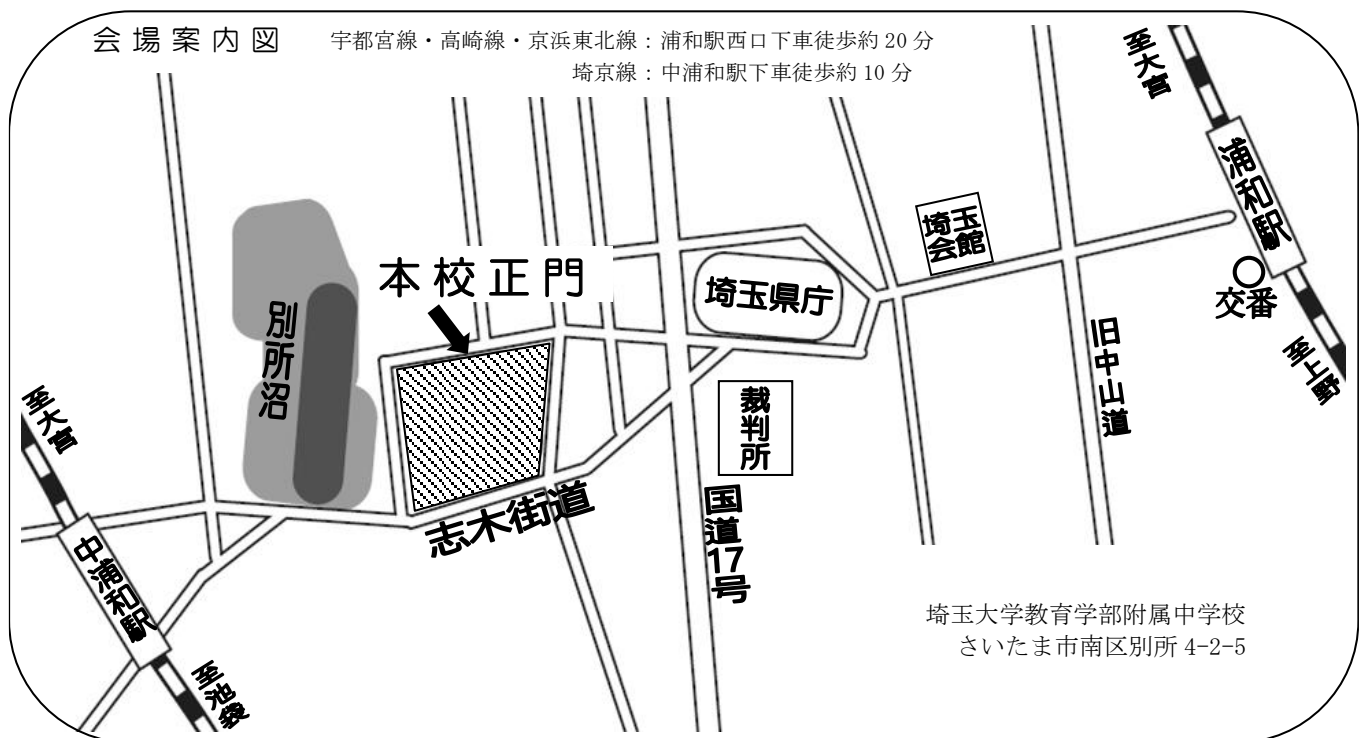 会場案内図
宇都宮線・高崎線・京浜東北線：浦和駅西口下車徒歩約 20 分
埼京線：中浦和駅下車徒歩約 10 分
至大宮
浦和駅
埼玉
会館
本校正門
埼玉県庁
交番
別所沼
旧中山道
至上野
裁判所
至大宮
志木街道
国道17号
中浦和駅
埼玉大学教育学部附属中学校
さいたま市南区別所 4-2-5
至池袋